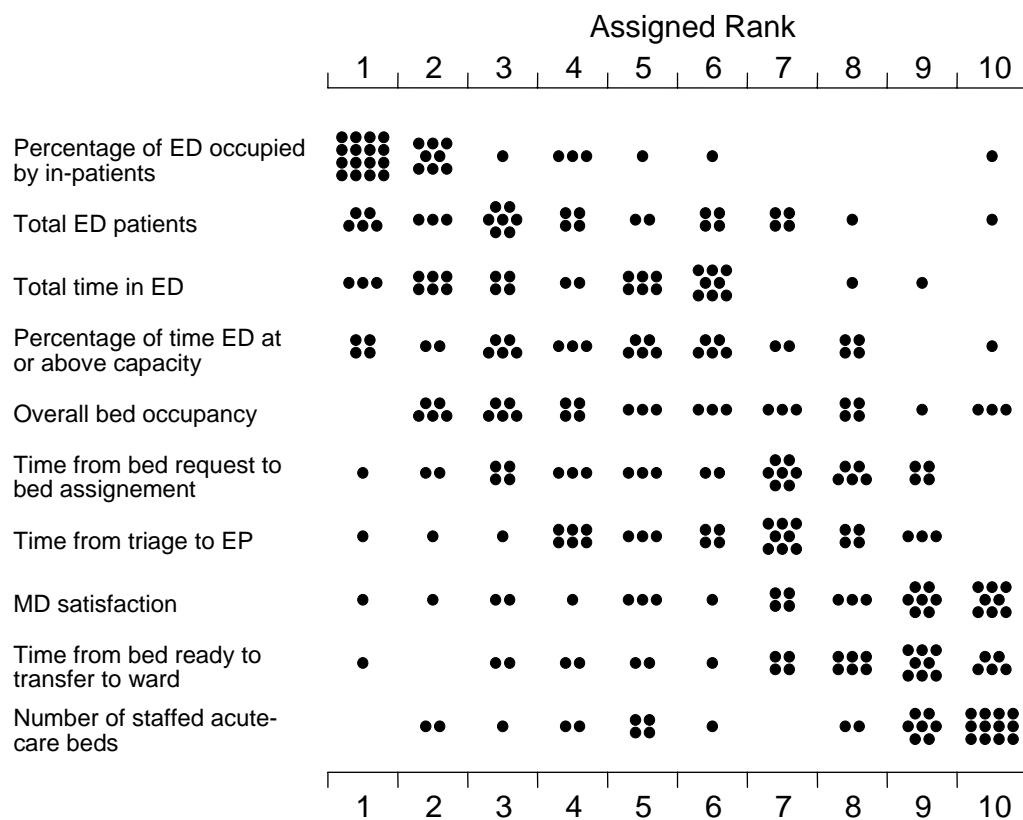 Assigned Rank
1 2 3 4 5 6 7 8 9 10
Percentage of ED occupied
by in-patients
Total ED patients
Total time in ED
Percentage of time ED at
or above capacity
Overall bed occupancy
Time from bed request to
bed assignement
Time from triage to EP
MD satisfaction
Time from bed ready to
transfer to ward
Number of staffed acute-
care beds
1 2 3 4 5 6 7 8 9 10